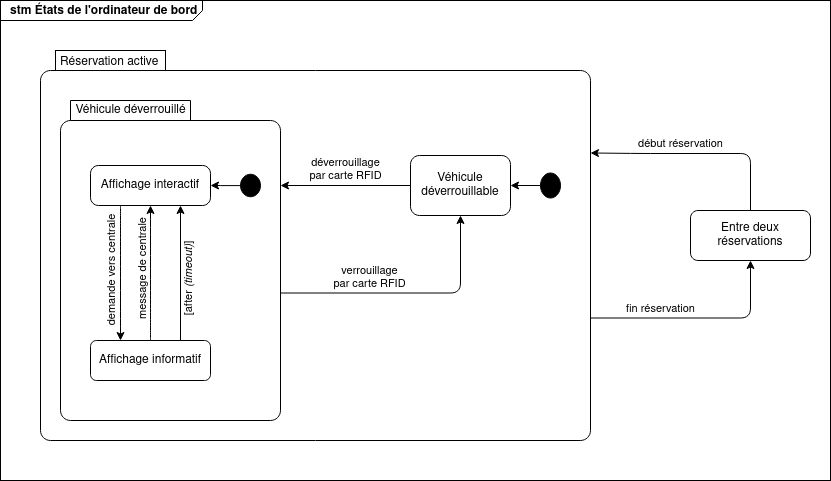 stm États de l'ordinateur de bord
Réservation active
Véhicule déverrouillé
Affichage interactif
demande vers centrale
message de centrale
[after (timeout)]
Affichage informatif
déverrouillage
par carte RFID
Véhicule
déverrouillable
verrouillage
par carte RFID
début réservation
Entre deux
réservations
fin réservation